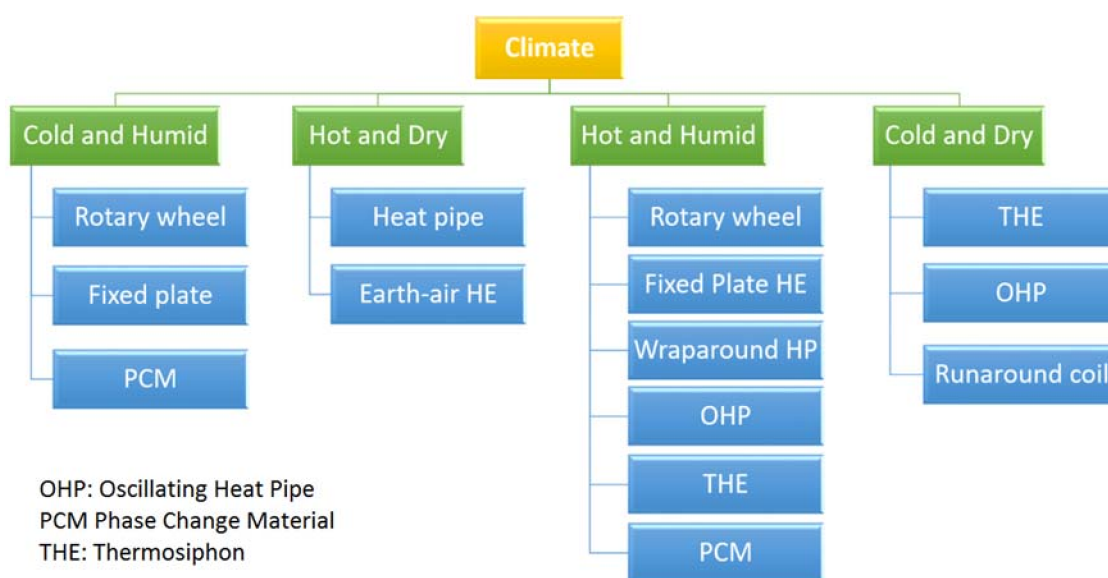 Climate
Cold and Humid
Rotary wheel
Fixed plate
PCM
Hot and Dry
Heat pipe
Earth-air HE
Hot and Humid
Rotary wheel
Fixed Plate HE
Wraparound HP
OHP
THE
PCM
Cold and Dry
THE
OHP
Runaround coil
OHP: Oscillating Heat Pipe
PCM Phase Change Material
THE: Thermosiphon